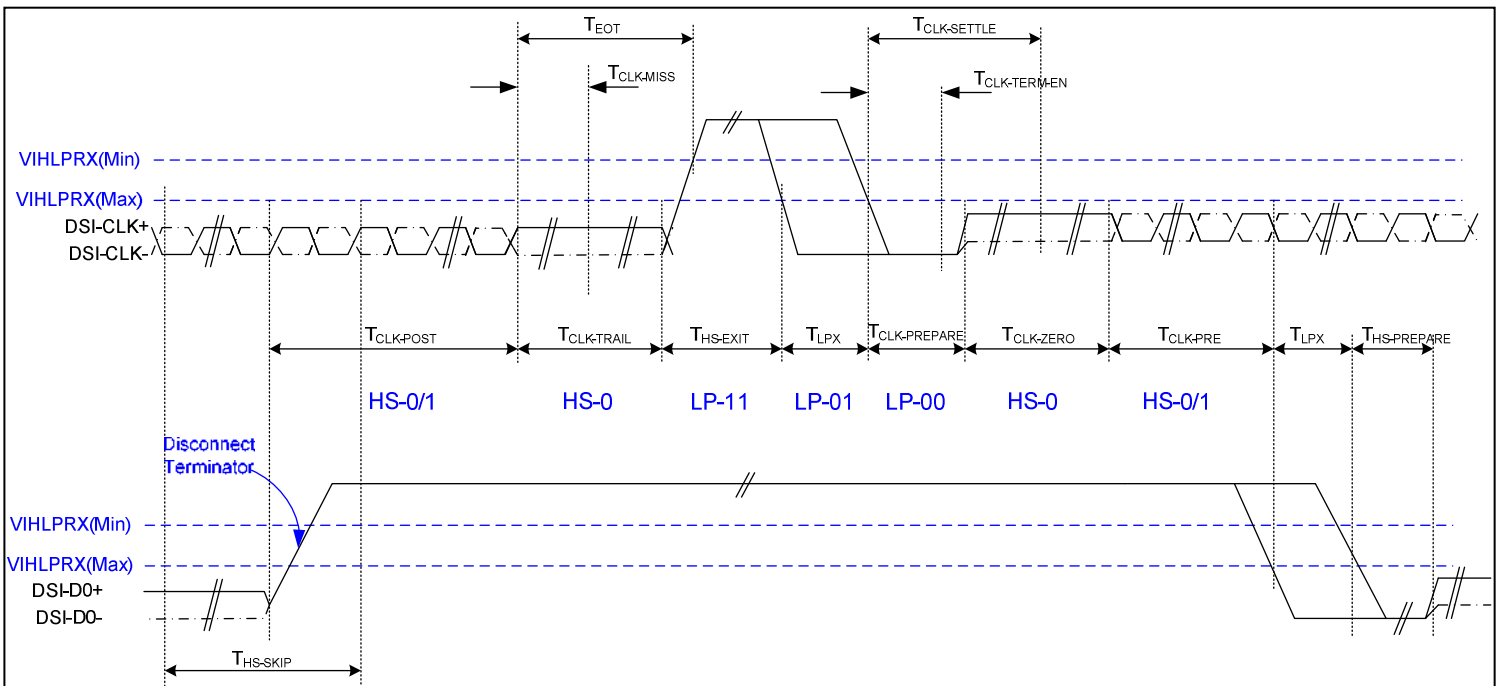 TEOT
TCLK-SETTLE
TCLK-MISS
TCLK-TERM-EN
VIHLPRX(Min)
VIHLPRX(Max)
DSI-CLK+
DSI-CLK-
TCLK-POST TCLK-TRAIL THS-EXIT TLPX TCLK-PREPARE TCLK-ZERO TCLK-PRE TLPX THS-PREPARE
HS-0/1 HS-0 LP-11 LP-01 LP-00 HS-0 HS-0/1
Disconnect
Terminator
VIHLPRX(Min)
VIHLPRX(Max)
DSI-D0+
DSI-D0-
THS-SKIP